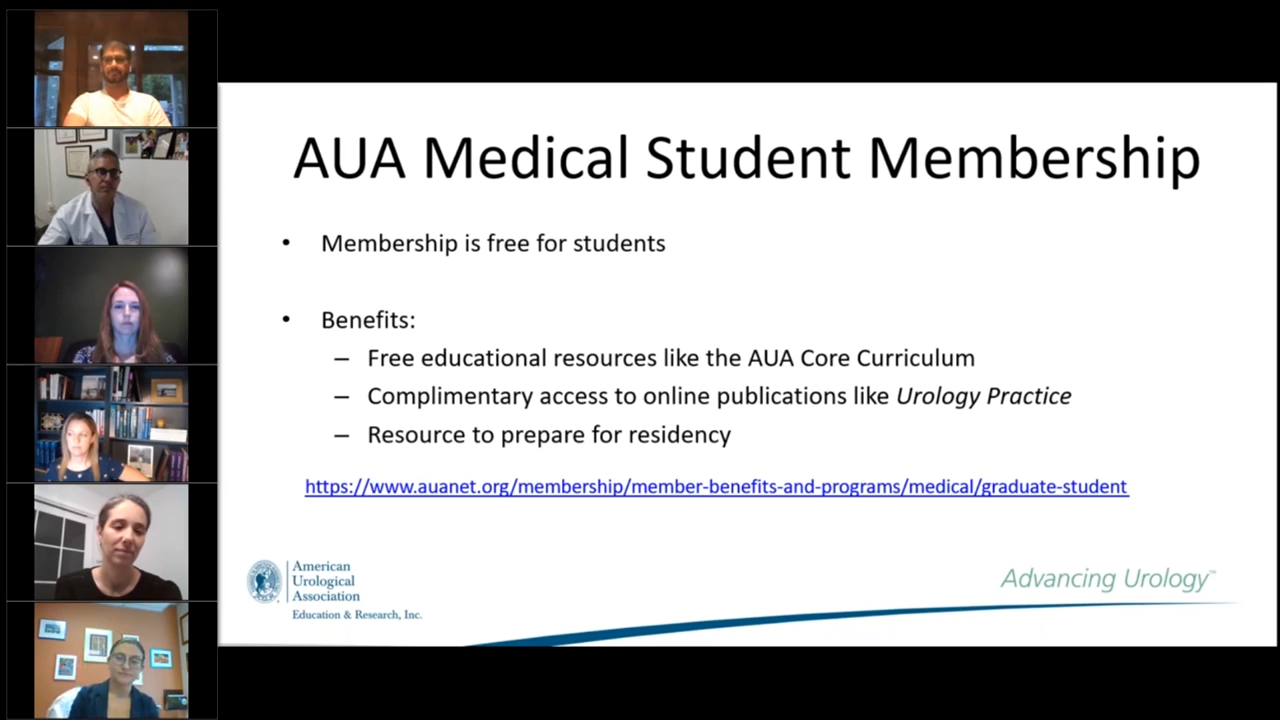 AUA Medical Student Membership
• Membership is free for students
• Benefits:
– Free educational resources like the AUA Core Curriculum
– Complimentary access to online publications like Urology Practice
– Resource to prepare for residency
https://www.auanet.org/membership/member-benefits-and-programs/medical/graduate-student
American
Urological
Association
Education & Research, Inc.
Advancing Urology™